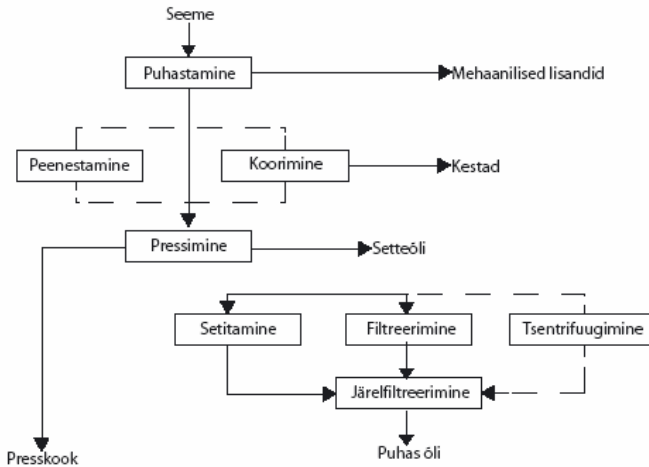 Seeme
Puhastamine
Mehaanilised lisandid
Peenestamine
Koorimine
Kestad
Pressimine
Setteõli
Setitamine
Filtreerimine
Tsentrifuugimine
Järelfiltreerimine
Puhas õli
Presskook